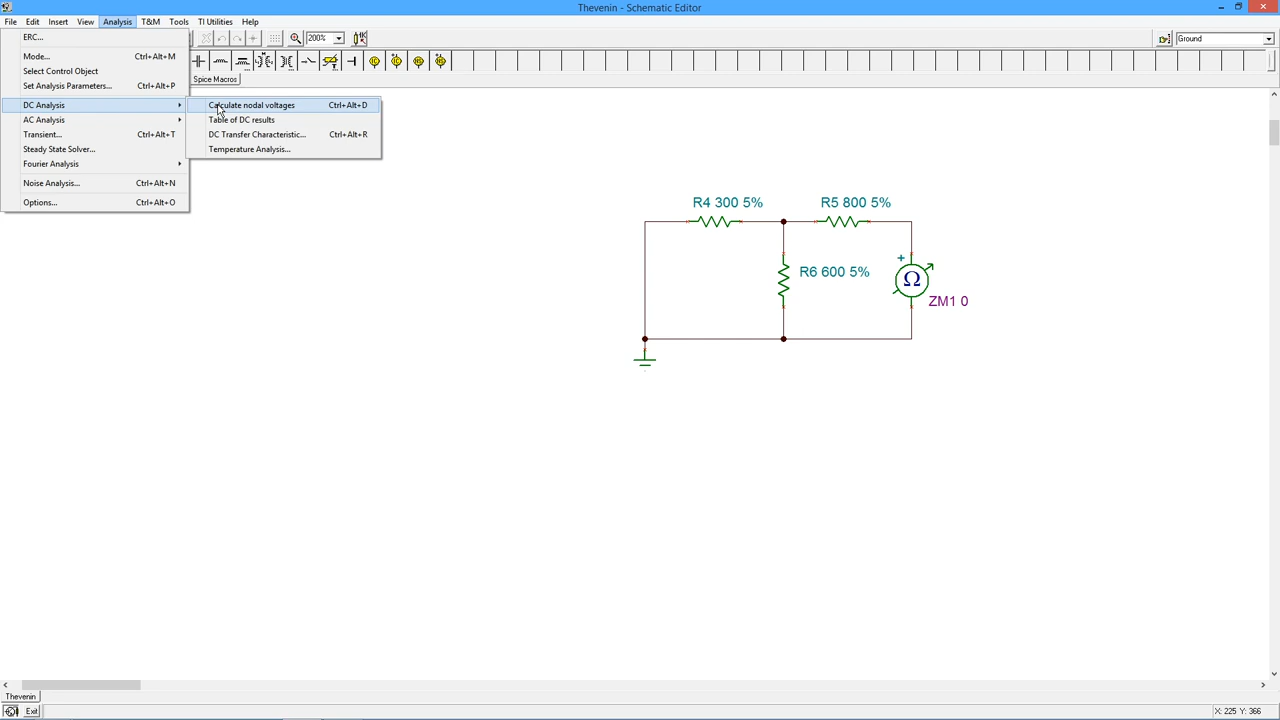 Thevenin - Schematic Editor
File Edit Insert View Analysis T&M Tools TI Utilities Help
ERC...
200%
Ground
Mode... Ctrl+Alt+M
Select Control Object
Spice Macros
Set Analysis Parameters... Ctrl+Alt+P
DC Analysis
Calculate nodal voltages Ctrl+Alt+D
AC Analysis
Table of DC results
Transient... Ctrl+Alt+T
DC Transfer Characteristic... Ctrl+Alt+R
Steady State Solver...
Temperature Analysis...
Fourier Analysis
Noise Analysis... Ctrl+Alt+N
Options... Ctrl+Alt+O
R4 300 5% R5 800 5%
R6 600 5%
+
Ω
ZM1 0
Thevenin
Exit
X: 225 Y: 366